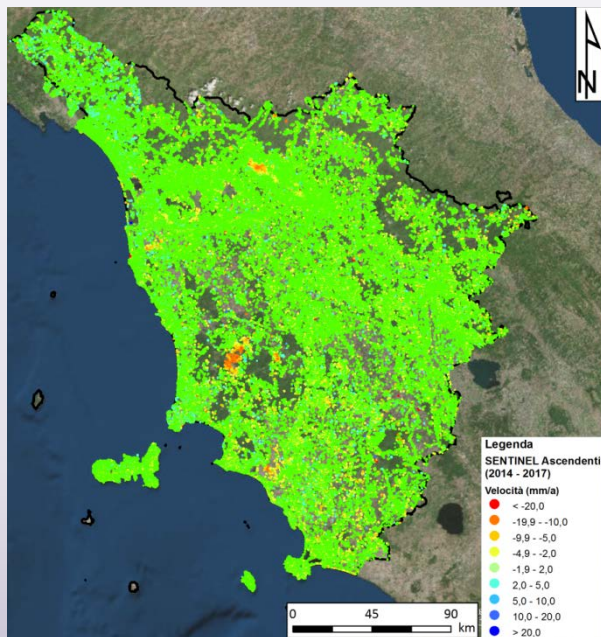 N
Legenda
SENTINEL Ascendenti
(2014 - 2017)
Velocità (mm/a)
< -20,0
-19,9 - -10,0
-9,9 - -5,0
-4,9 - -2,0
-1,9 - 2,0
2,0 - 5,0
5,0 - 10,0
10,0 - 20,0
> 20,0
0 45 90
km